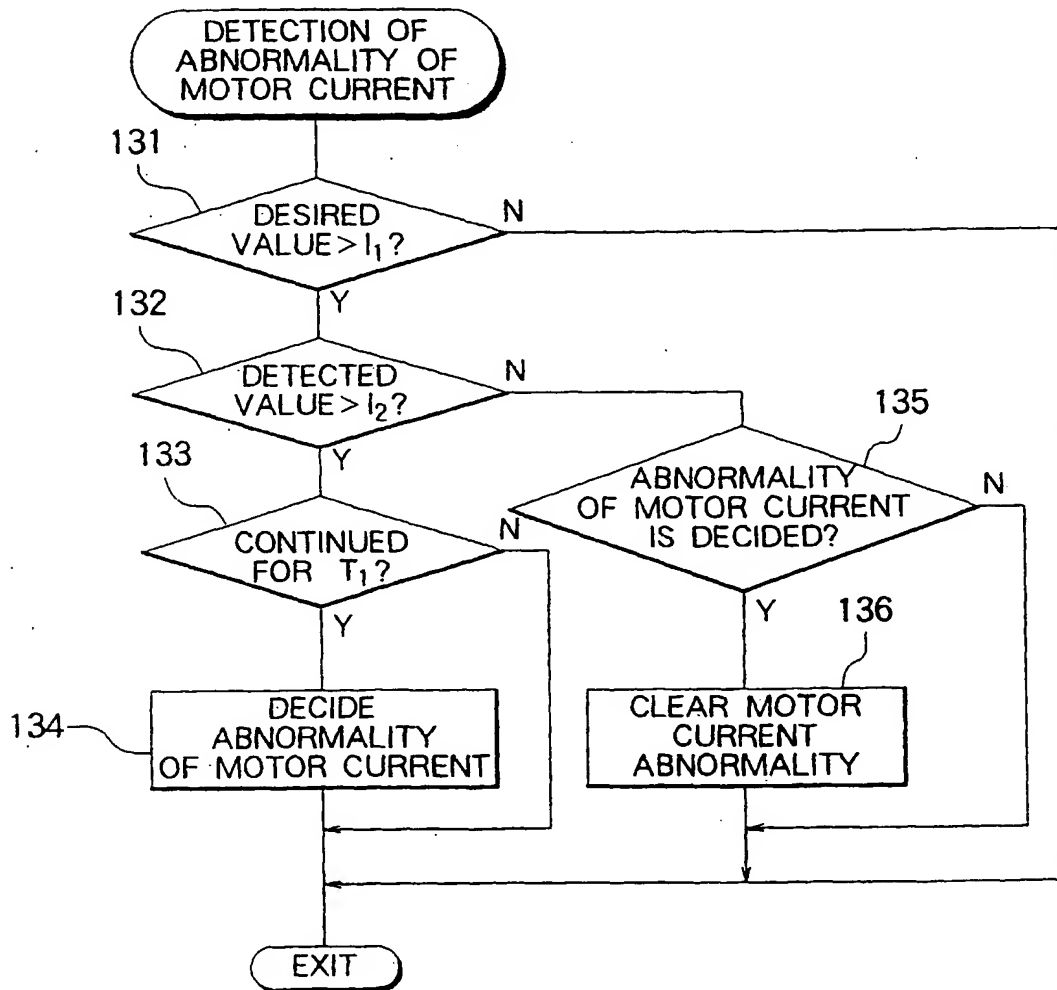 DETECTION OF
ABNORMALITY OF
MOTOR CURRENT
131
DESIRED
VALUE > I₁?
N
Y
132
DETECTED
VALUE > I₂?
N
Y
133
CONTINUED
FOR T₁?
N
Y
134
DECIDE
ABNORMALITY
OF MOTOR CURRENT
135
ABNORMALITY
OF MOTOR CURRENT
IS DECIDED?
N
Y
136
CLEAR MOTOR
CURRENT
ABNORMALITY
EXIT